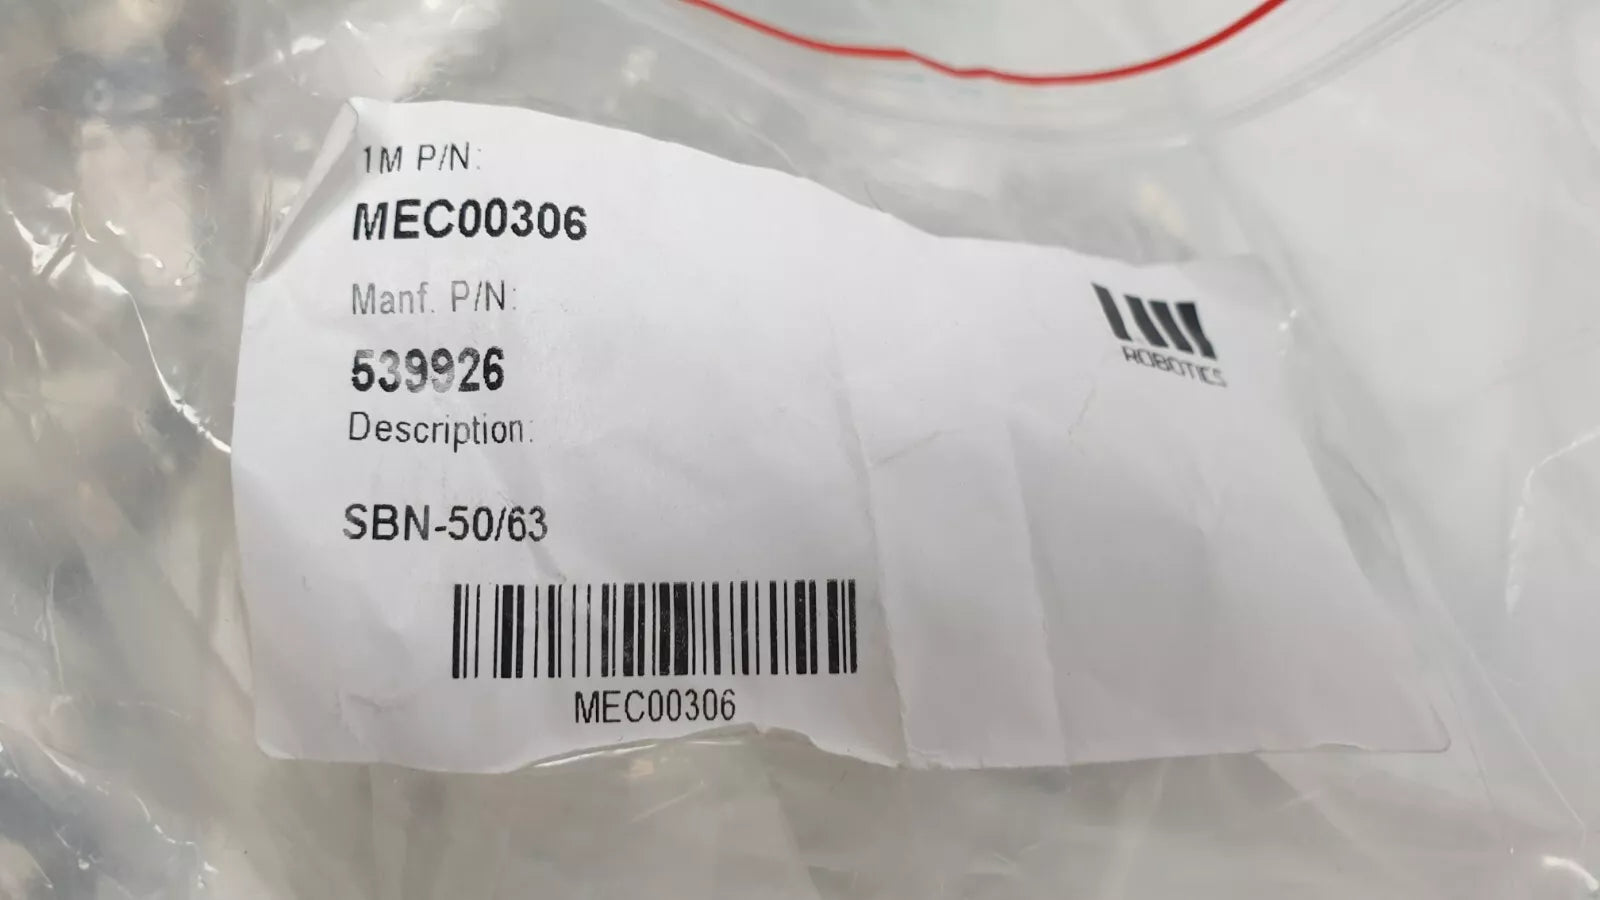 1M P/N:
MEC00306
Manf. P/N:
539926
Description:
SBN-50/63
MEC00306
ROBOTICS